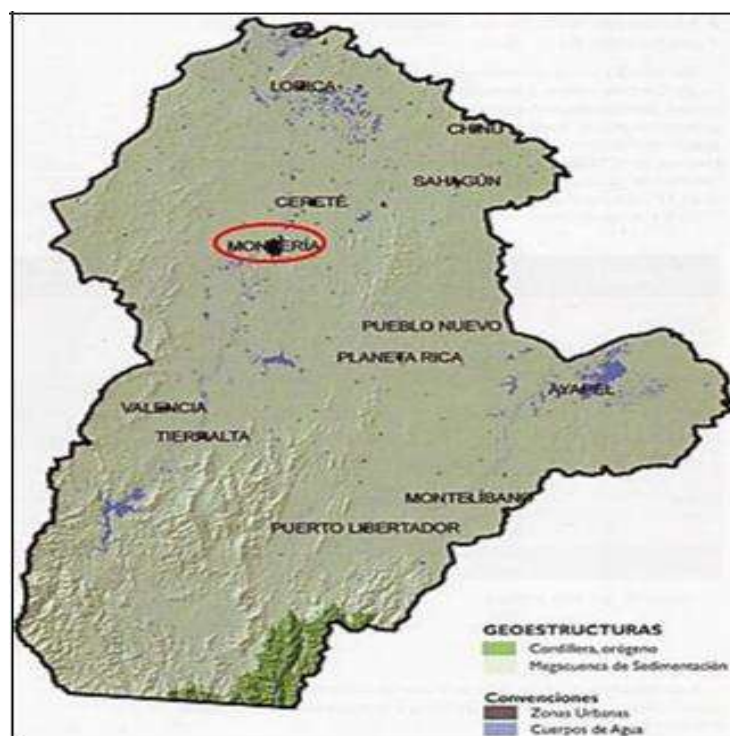 LORICA
CHINÚ
SAHAGÚN
CERETÉ
MONTERÍA
PUEBLO NUEVO
PLANETA RICA
AYAPEL
VALENCIA
TIERRALTA
MONTELÍBANO
PUERTO LIBERTADOR
GEOESTRUCTURAS
Cordillera, orógeno
Megacuenca de Sedimentación
Convenciones
Zonas Urbanas
Cuerpos de Agua